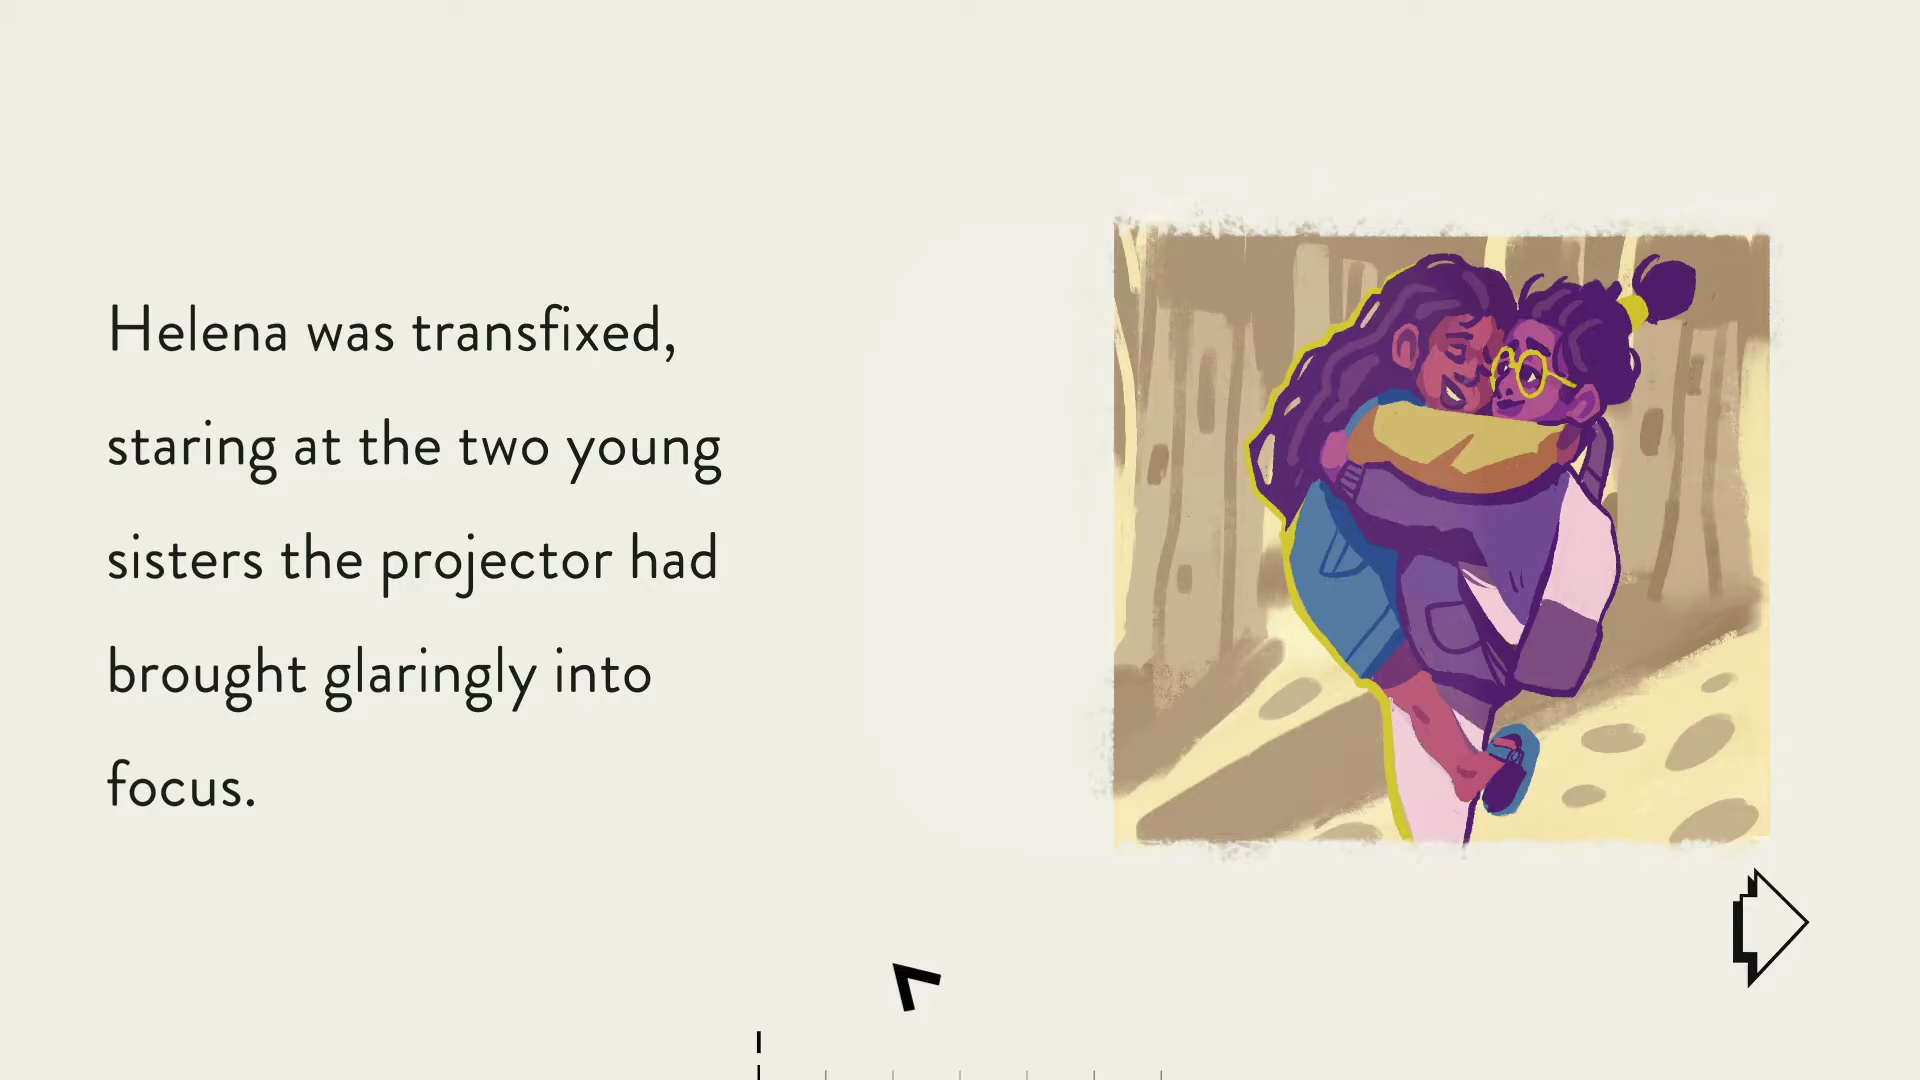 Helena was transfixed,
staring at the two young
sisters the projector had
brought glaringly into
focus.